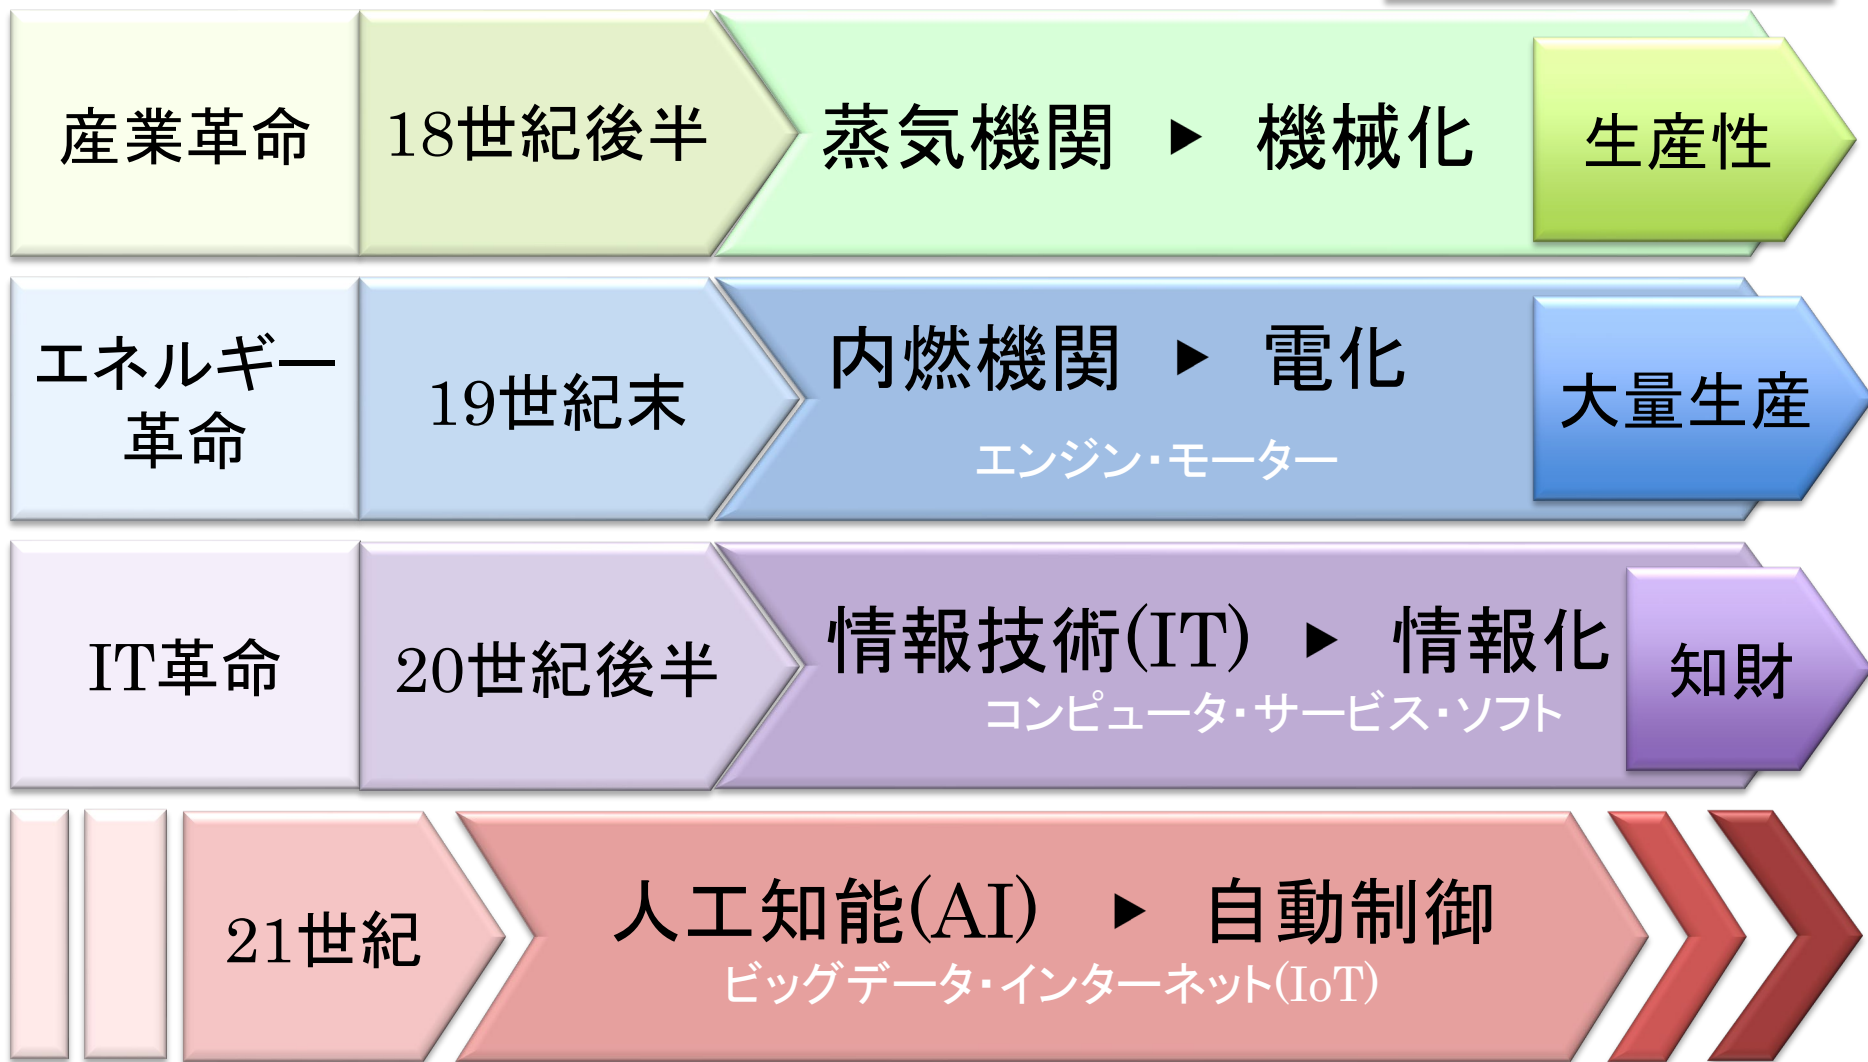 産業革命
18世紀後半
蒸気機関 ▶ 機械化
生産性
エネルギー
革命
19世紀末
内燃機関 ▶ 電化
エンジン・モーター
大量生産
IT革命
20世紀後半
情報技術(IT) ▶ 情報化
コンピュータ・サービス・ソフト
知財
21世紀
人工知能(AI) ▶ 自動制御
ビッグデータ・インターネット(IoT)